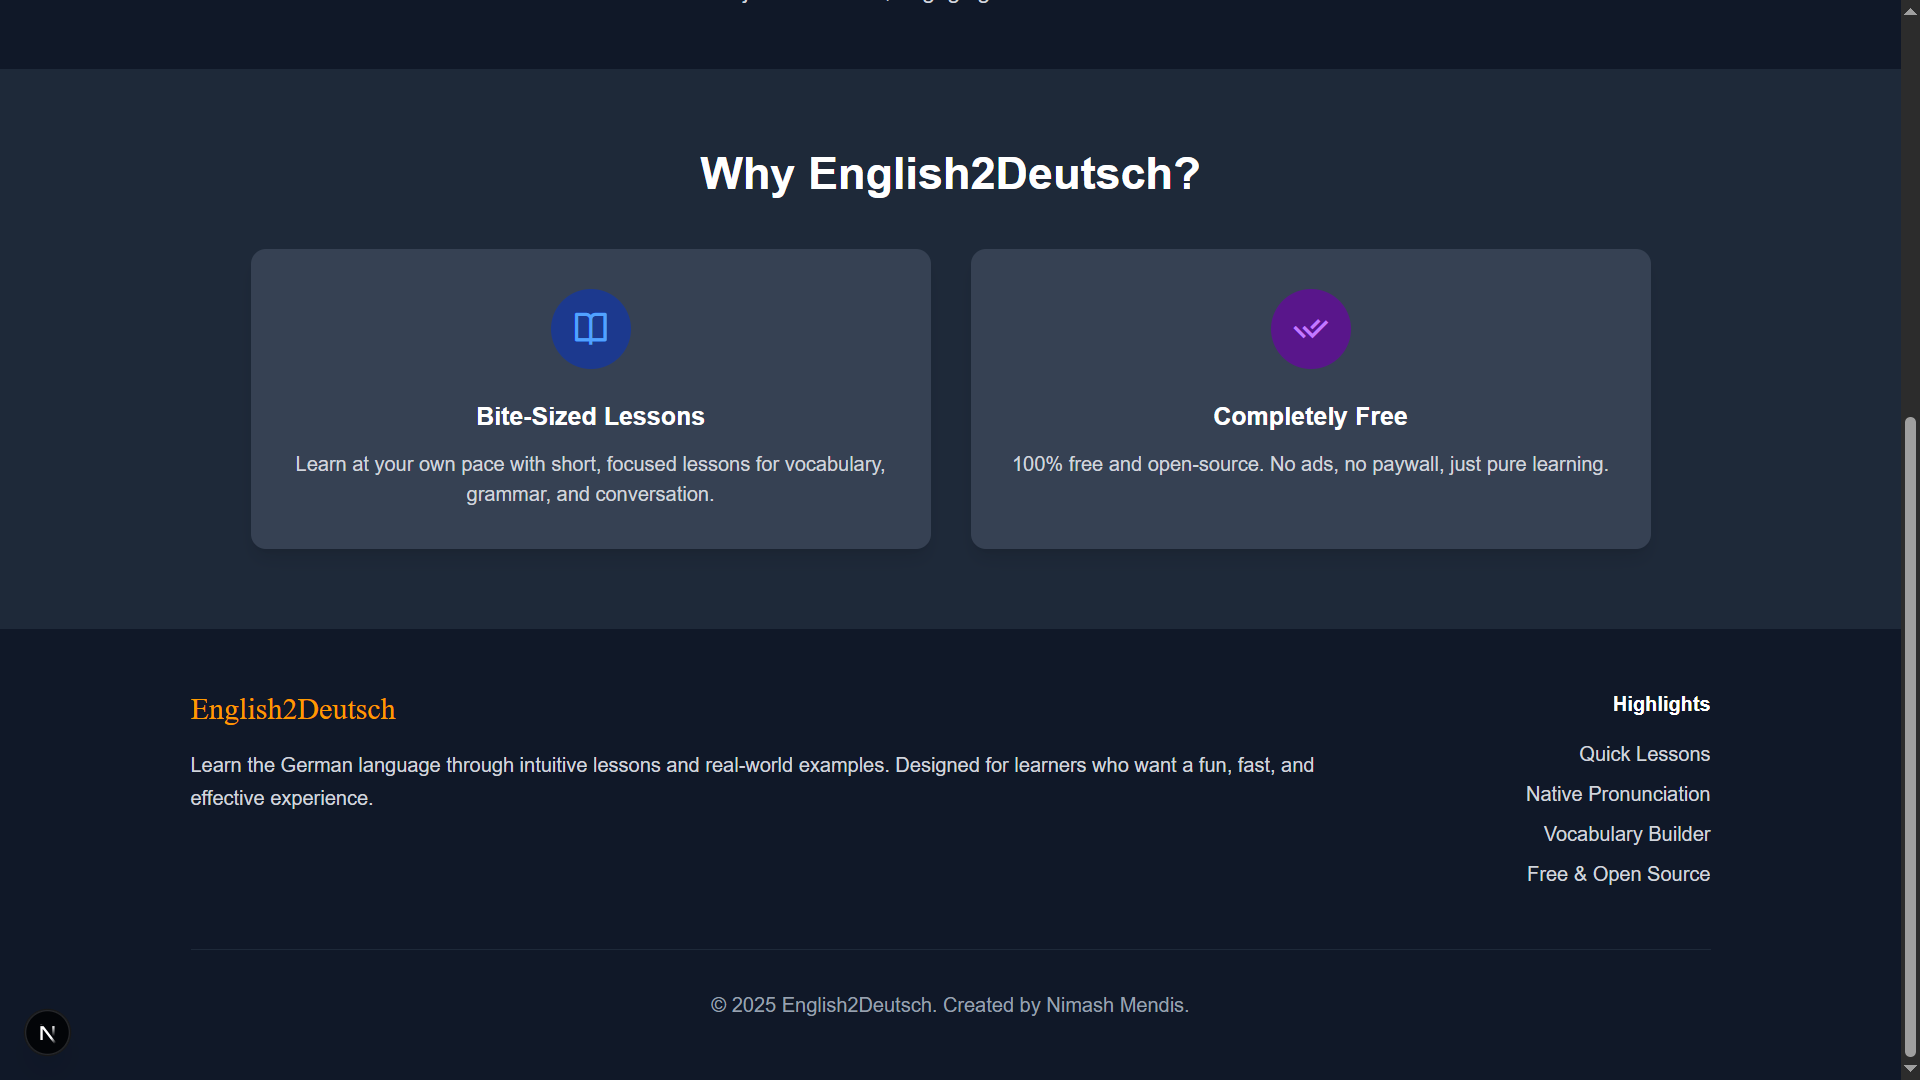 Why English2Deutsch?
Bite-Sized Lessons
Learn at your own pace with short, focused lessons for vocabulary,
grammar, and conversation.
Completely Free
100% free and open-source. No ads, no paywall, just pure learning.
English2Deutsch
Learn the German language through intuitive lessons and real-world examples. Designed for learners who want a fun, fast, and
effective experience.
Highlights
Quick Lessons
Native Pronunciation
Vocabulary Builder
Free & Open Source
© 2025 English2Deutsch. Created by Nimash Mendis.
N